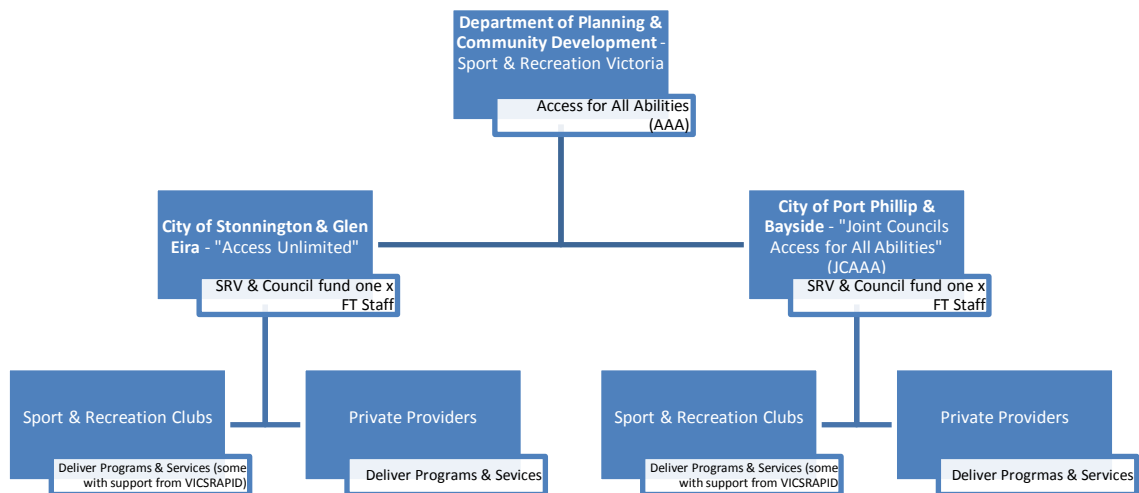 Department of Planning &
Community Development -
Sport & Recreation Victoria
Access for All Abilities
(AAA)
City of Stonnington & Glen
Eira - "Access Unlimited"
SRV & Council fund one x
FT Staff
City of Port Phillip &
Bayside - "Joint Councils
Access for All Abilities"
(JCAAA)
SRV & Council fund one x
FT Staff
Sport & Recreation Clubs
Deliver Programs & Services (some
with support from VICSRAPID)
Private Providers
Deliver Programs & Sevices
Sport & Recreation Clubs
Deliver Programs & Services (some
with support from VICSRAPID)
Private Providers
Deliver Progrmas & Services